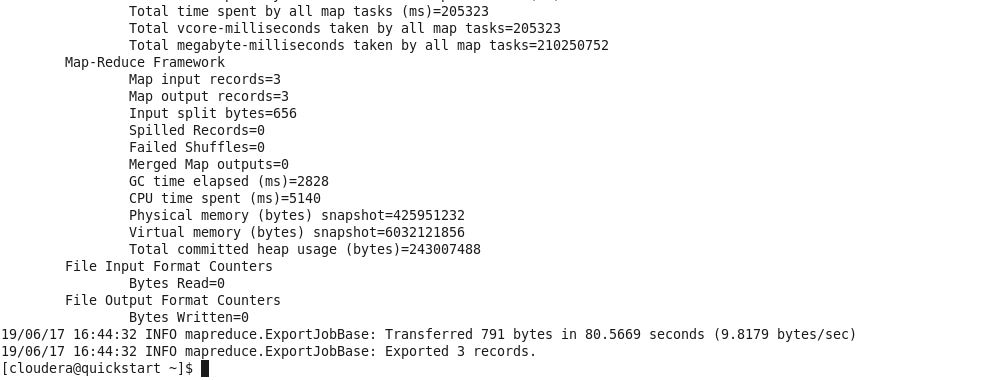 Total time spent by all map tasks (ms)=205323
Total vcore-milliseconds taken by all map tasks=205323
Total megabyte-milliseconds taken by all map tasks=210250752
Map-Reduce Framework
Map input records=3
Map output records=3
Input split bytes=656
Spilled Records=0
Failed Shuffles=0
Merged Map outputs=0
GC time elapsed (ms)=2828
CPU time spent (ms)=5140
Physical memory (bytes) snapshot=425951232
Virtual memory (bytes) snapshot=6032121856
Total committed heap usage (bytes)=243007488
File Input Format Counters
Bytes Read=0
File Output Format Counters
Bytes Written=0
19/06/17 16:44:32 INFO mapreduce.ExportJobBase: Transferred 791 bytes in 80.5669 seconds (9.8179 bytes/sec)
19/06/17 16:44:32 INFO mapreduce.ExportJobBase: Exported 3 records.
[cloudera@quickstart ~]$